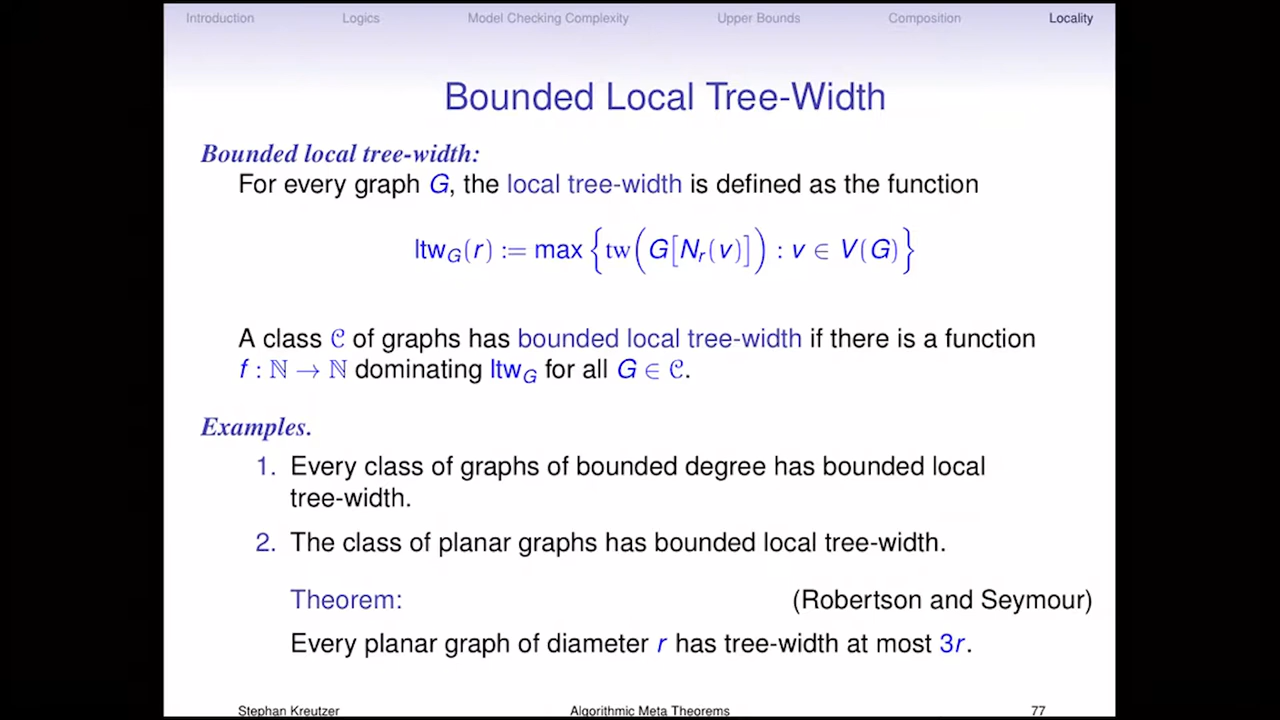 Introduction Logics Model Checking Complexity Upper Bounds Composition Locality
Bounded Local Tree-Width
Bounded local tree-width:
For every graph G, the local tree-width is defined as the function
ltw_G(r) := max {tw(G[N_r(v)]) : v ∈ V(G)}
A class 𝒞 of graphs has bounded local tree-width if there is a function
f : ℕ → ℕ dominating ltw_G for all G ∈ 𝒞.
Examples.
1. Every class of graphs of bounded degree has bounded local
tree-width.
2. The class of planar graphs has bounded local tree-width.
Theorem: (Robertson and Seymour)
Every planar graph of diameter r has tree-width at most 3r.
Stephan Kreutzer Algorithmic Meta Theorems 77